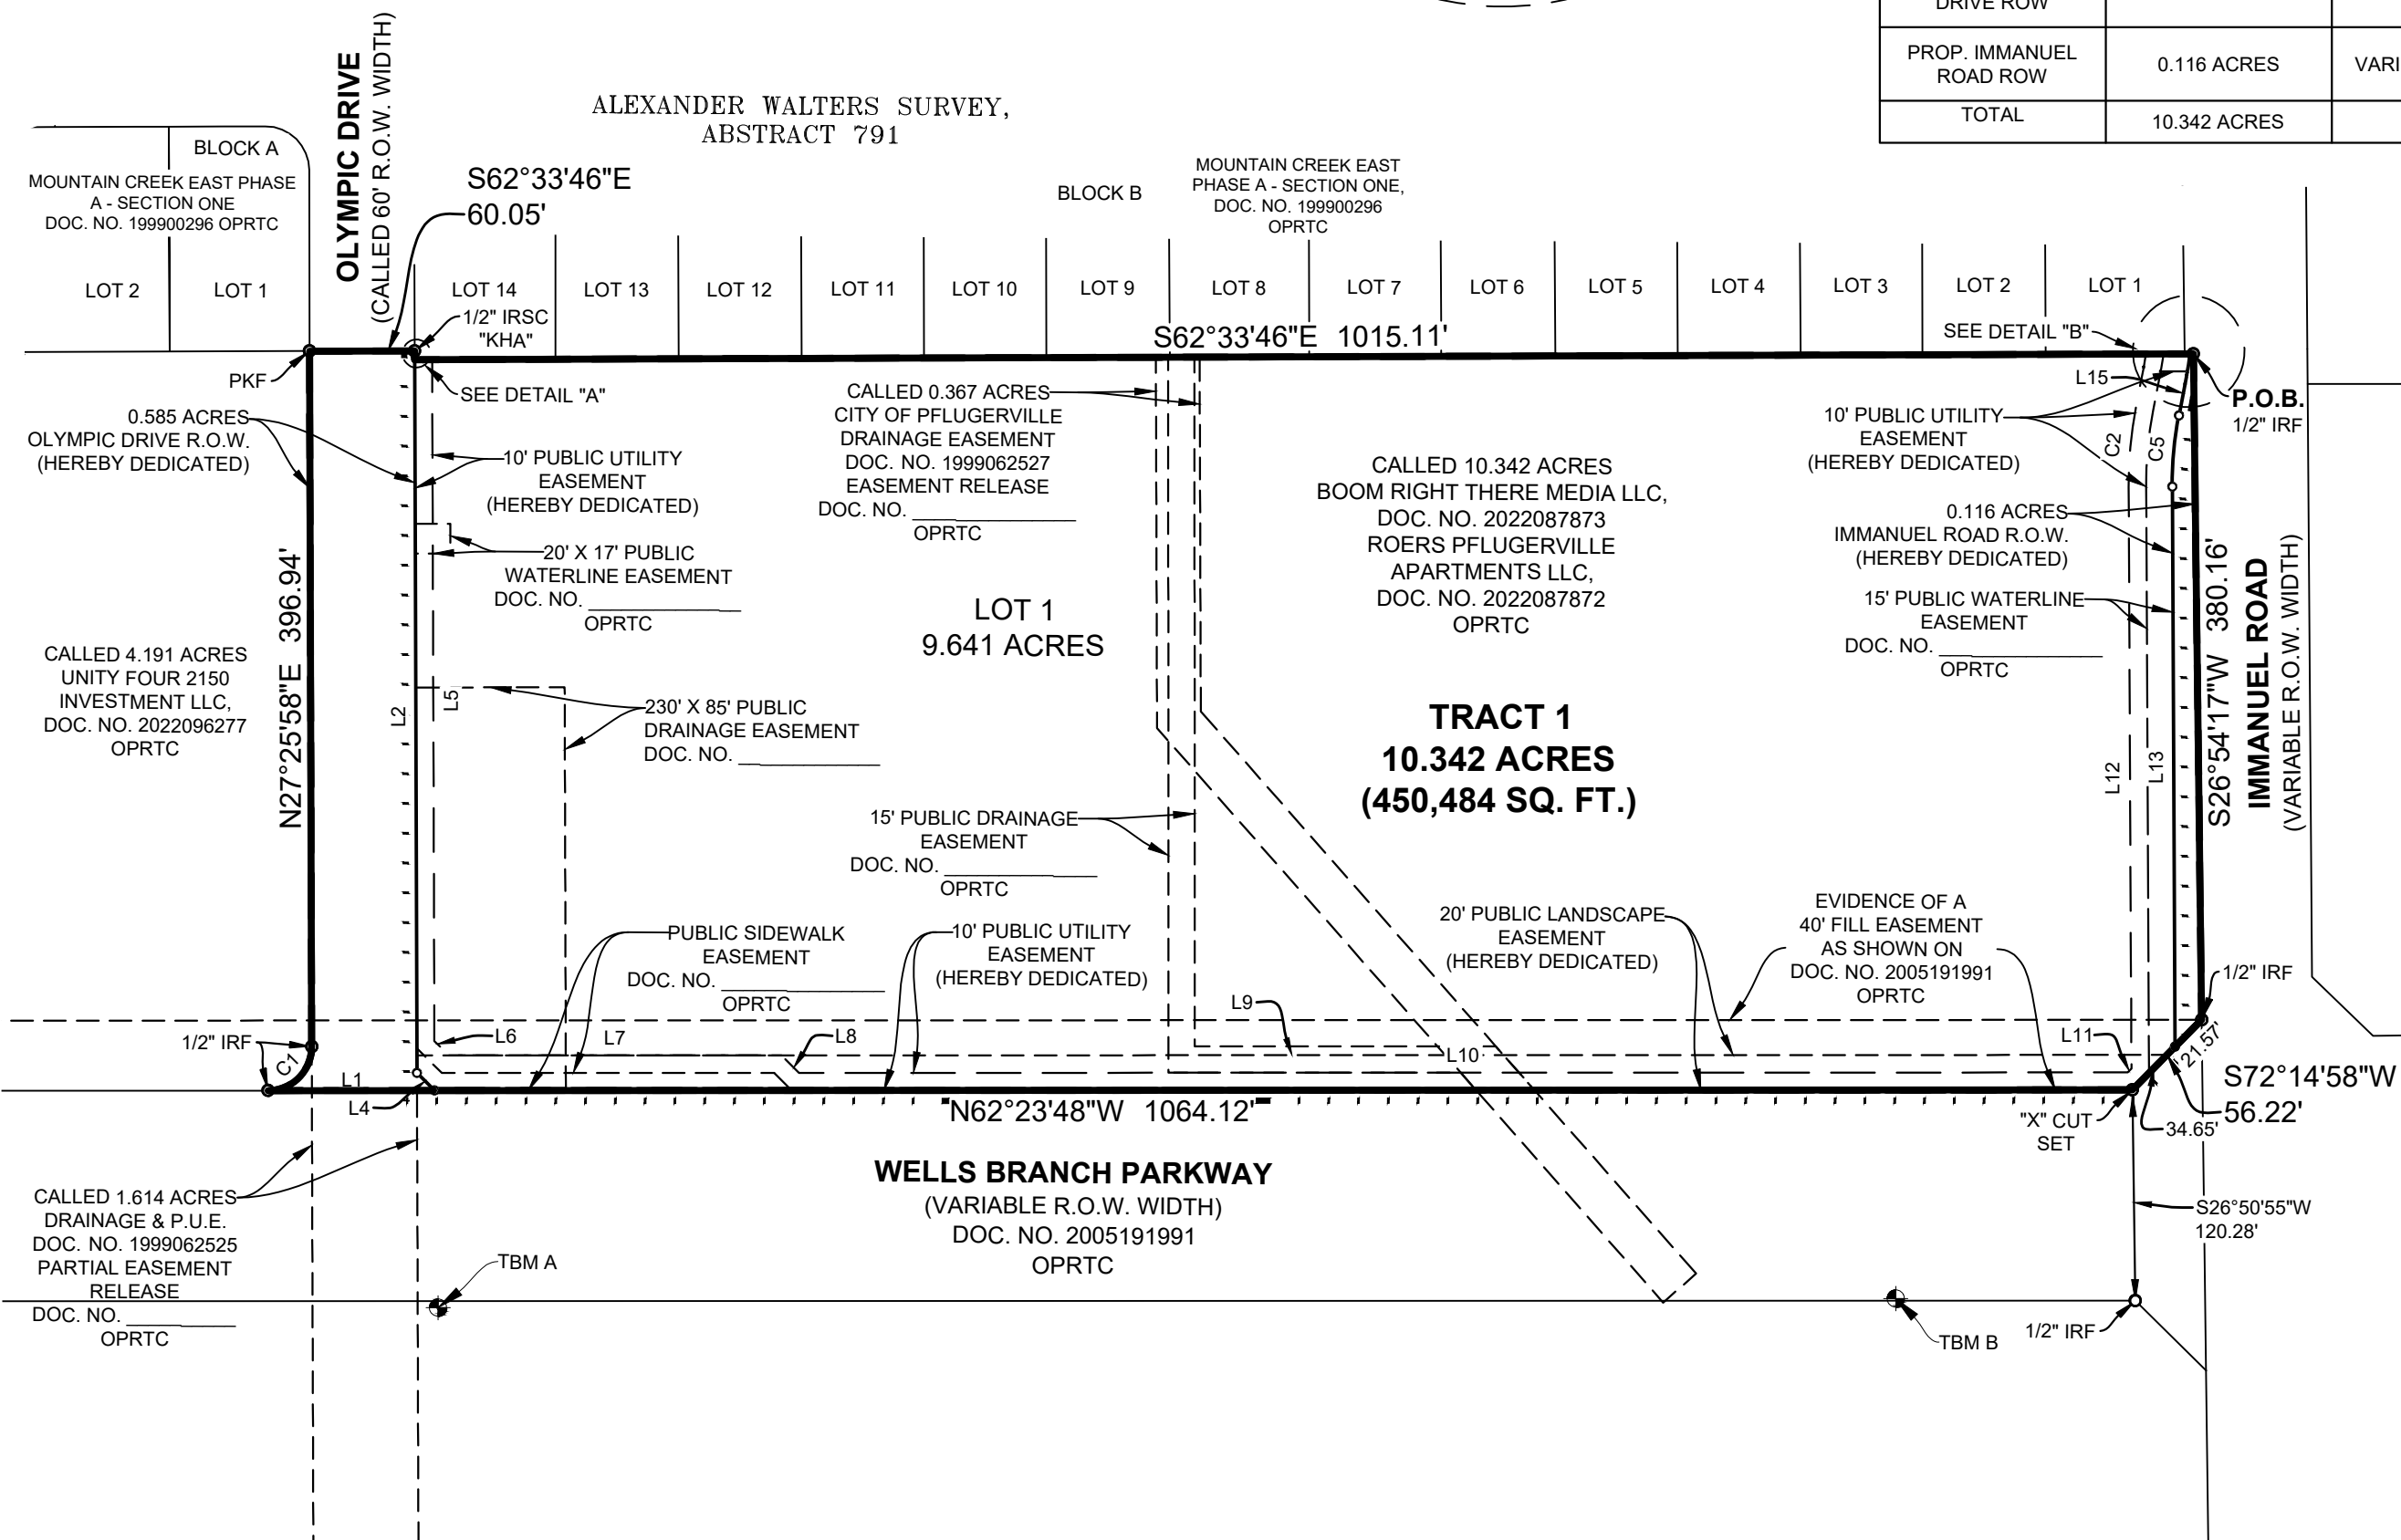 DRIVE ROW
PROP. IMMANUEL
ROAD ROW
0.116 ACRES
TOTAL
10.342 ACRES
OLYMPIC DRIVE
(CALLED 60' R.O.W. WIDTH)
ALEXANDER WALTERS SURVEY,
ABSTRACT 791
BLOCK A
MOUNTAIN CREEK EAST PHASE
A - SECTION ONE
DOC. NO. 199900296 OPRTC
LOT 2
LOT 1
S62°33'46"E
60.05'
BLOCK B
MOUNTAIN CREEK EAST
PHASE A - SECTION ONE,
DOC. NO. 199900296
OPRTC
LOT 14
LOT 13
LOT 12
LOT 11
LOT 10
LOT 9
LOT 8
LOT 7
LOT 6
LOT 5
LOT 4
LOT 3
LOT 2
LOT 1
1/2" IRSC
"KHA"
S62°33'46"E 1015.11'
SEE DETAIL "B"
PKF
SEE DETAIL "A"
L15
P.O.B.
1/2" IRF
0.585 ACRES
OLYMPIC DRIVE R.O.W.
(HEREBY DEDICATED)
10' PUBLIC UTILITY
EASEMENT
(HEREBY DEDICATED)
CALLED 0.367 ACRES
CITY OF PFLUGERVILLE
DRAINAGE EASEMENT
DOC. NO. 1999062527
EASEMENT RELEASE
DOC. NO. ______________
OPRTC
CALLED 10.342 ACRES
BOOM RIGHT THERE MEDIA LLC,
DOC. NO. 2022087873
ROERS PFLUGERVILLE
APARTMENTS LLC,
DOC. NO. 2022087872
OPRTC
10' PUBLIC UTILITY
EASEMENT
(HEREBY DEDICATED)
C2
C5
0.116 ACRES
IMMANUEL ROAD R.O.W.
(HEREBY DEDICATED)
20' X 17' PUBLIC
WATERLINE EASEMENT
DOC. NO. ______________
OPRTC
LOT 1
9.641 ACRES
15' PUBLIC WATERLINE
EASEMENT
DOC. NO. ______________
OPRTC
N27°25'58"E 396.94'
CALLED 4.191 ACRES
UNITY FOUR 2150
INVESTMENT LLC,
DOC. NO. 2022096277
OPRTC
L2
L5
230' X 85' PUBLIC
DRAINAGE EASEMENT
DOC. NO. ______________
TRACT 1
10.342 ACRES
(450,484 SQ. FT.)
L12
L13
S26°54'17"W 380.16'
IMMANUEL ROAD
(VARIABLE R.O.W. WIDTH)
15' PUBLIC DRAINAGE
EASEMENT
DOC. NO. ______________
OPRTC
PUBLIC SIDEWALK
EASEMENT
DOC. NO. ______________
OPRTC
10' PUBLIC UTILITY
EASEMENT
(HEREBY DEDICATED)
20' PUBLIC LANDSCAPE
EASEMENT
(HEREBY DEDICATED)
EVIDENCE OF A
40' FILL EASEMENT
AS SHOWN ON
DOC. NO. 2005191991
OPRTC
1/2" IRF
1/2" IRF
C1
L1
L4
L6
L7
L8
L9
L10
L11
21.57'
S72°14'58"W
56.22'
N62°23'48"W 1064.12'
"X" CUT
SET
34.65'
WELLS BRANCH PARKWAY
(VARIABLE R.O.W. WIDTH)
DOC. NO. 2005191991
OPRTC
CALLED 1.614 ACRES
DRAINAGE & P.U.E.
DOC. NO. 1999062525
PARTIAL EASEMENT
RELEASE
DOC. NO. __________
OPRTC
S26°50'55"W
120.28'
TBM A
TBM B
1/2" IRF